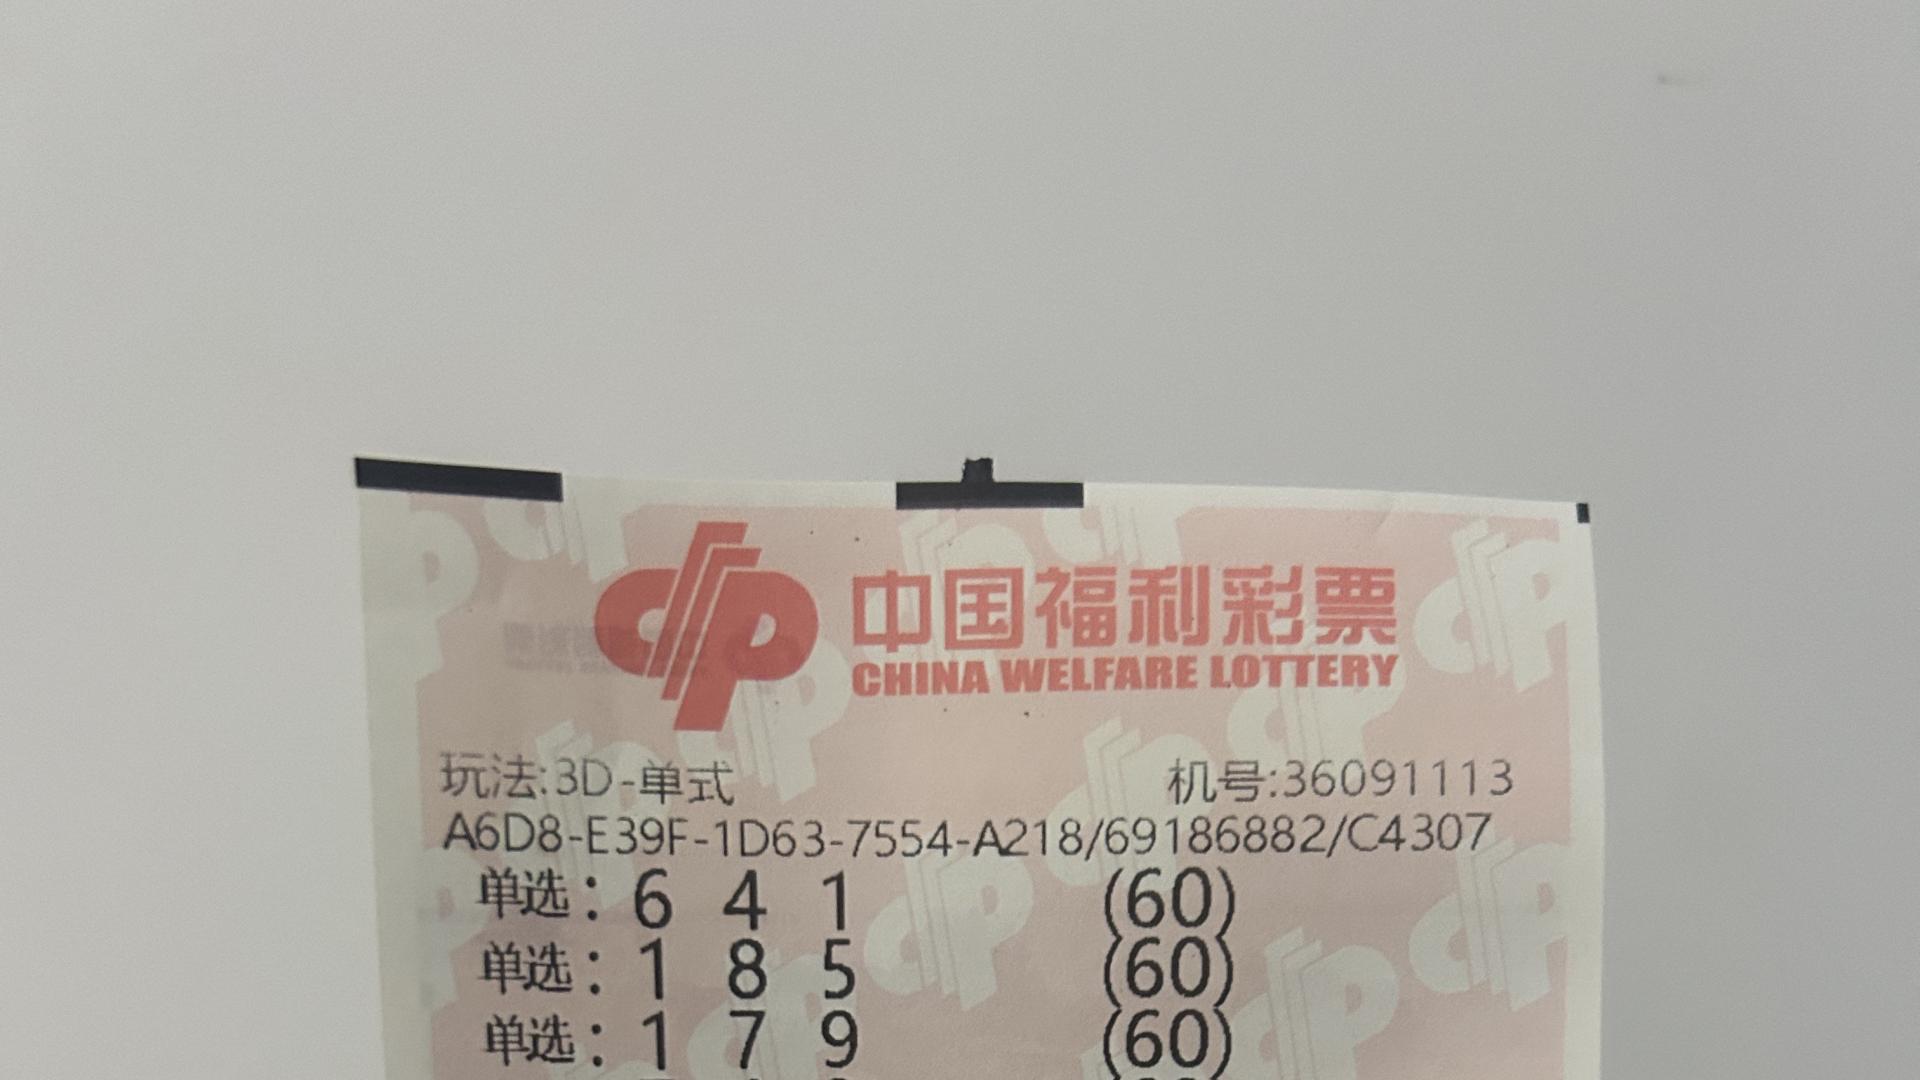 中国福利彩票
CHINA WELFARE LOTTERY
玩法:3D-单式 机号:36091113
A6D8-E39F-1D63-7554-A218/69186882/C4307
单选：6 4 1 (60)
单选：1 8 5 (60)
单选：1 7 9 (60)